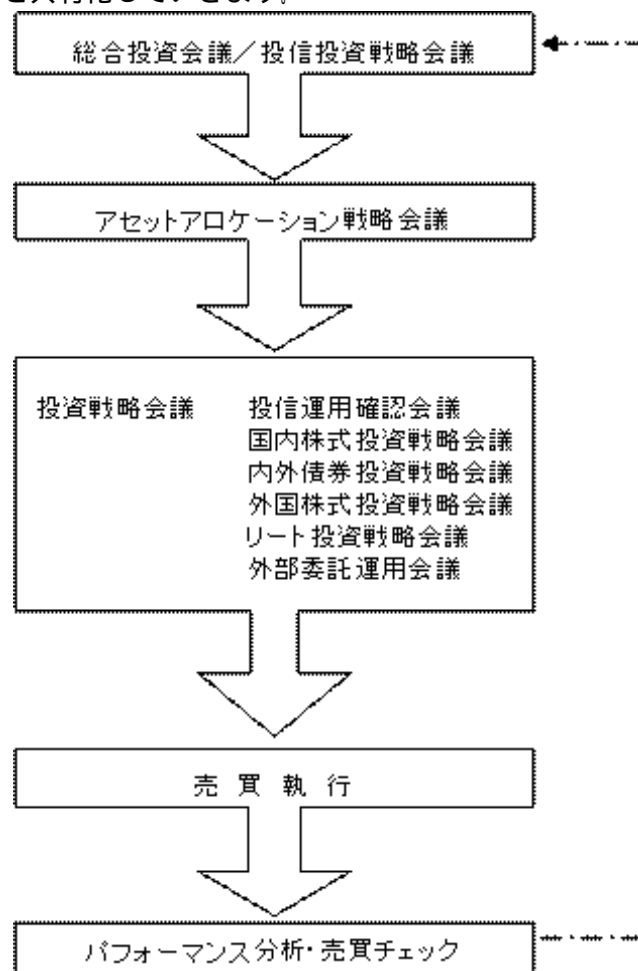 総合投資会議／投信投資戦略会議
アセットアロケーション戦略会議
投資戦略会議 投信運用確認会議
国内株式投資戦略会議
内外債券投資戦略会議
外国株式投資戦略会議
リート投資戦略会議
外部委託運用会議
売買執行
パフォーマンス分析・売買チェック